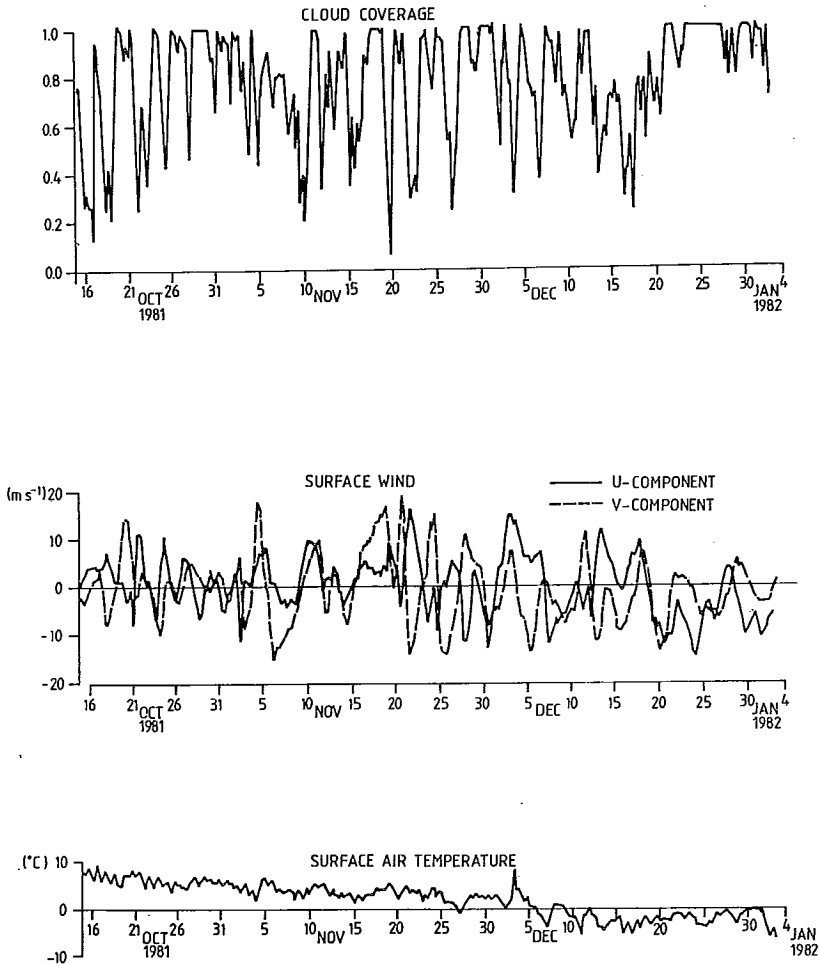 CLOUD COVERAGE
1.0
0.8
0.6
0.4
0.2
0.0
16 21 26 31 5 10 15 20 25 30 5 10 15 20 25 30 4
OCT NOV DEC JAN
1981 1982
SURFACE WIND
U-COMPONENT
V-COMPONENT
(m s⁻¹) 20
10
0
-10
-20
16 21 26 31 5 10 15 20 25 30 5 10 15 20 25 30 4
OCT NOV DEC JAN
1981 1982
SURFACE AIR TEMPERATURE
(°C) 10
0
-10
16 21 26 31 5 10 15 20 25 30 5 10 15 20 25 30 4
OCT NOV DEC JAN
1981 1982